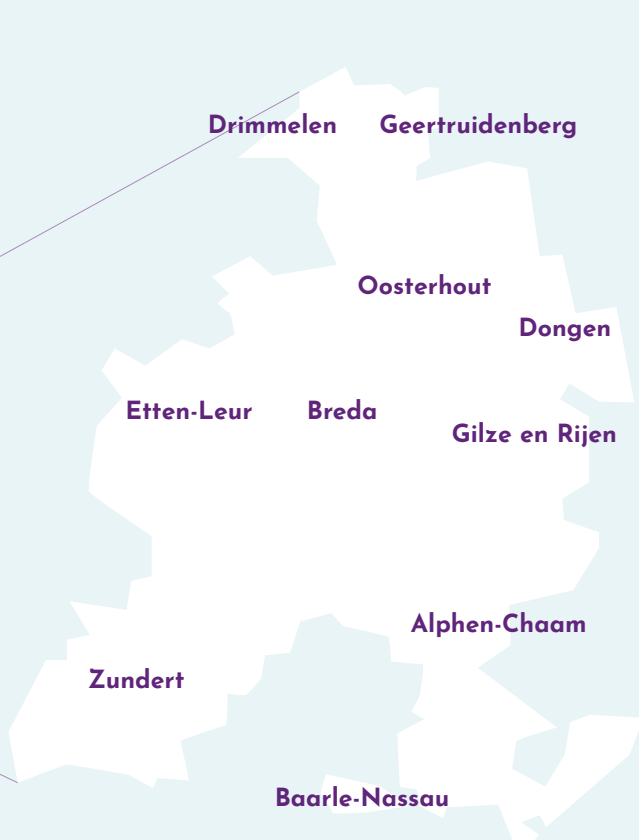 Drimmelen
Geertruidenberg
Oosterhout
Dongen
Etten-Leur
Breda
Gilze en Rijen
Alphen-Chaam
Zundert
Baarle-Nassau